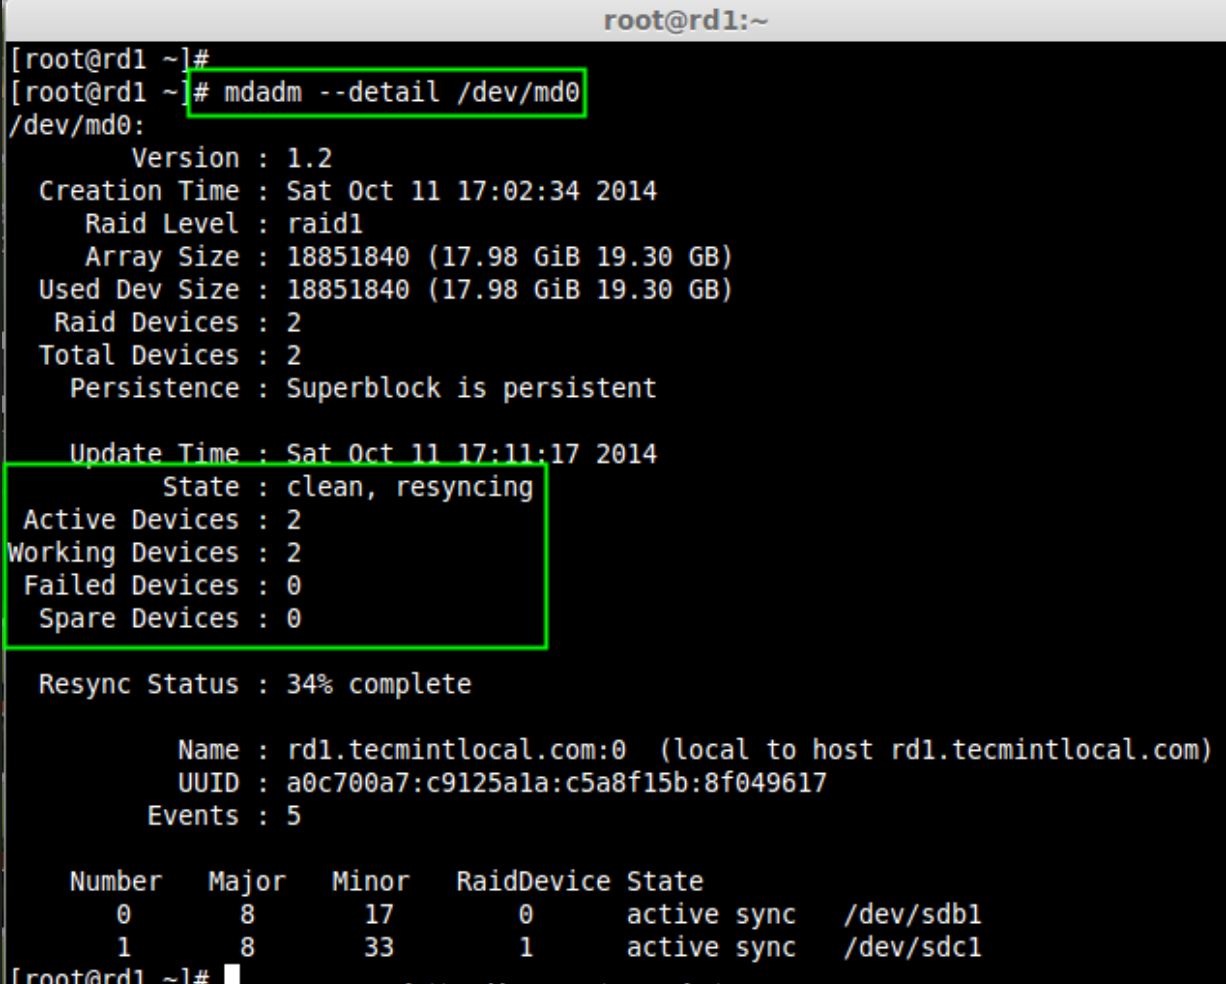 root@rd1:~
[root@rd1 ~]#
[root@rd1 ~]# mdadm --detail /dev/md0
/dev/md0:
Version : 1.2
Creation Time : Sat Oct 11 17:02:34 2014
Raid Level : raid1
Array Size : 18851840 (17.98 GiB 19.30 GB)
Used Dev Size : 18851840 (17.98 GiB 19.30 GB)
Raid Devices : 2
Total Devices : 2
Persistence : Superblock is persistent
Update Time : Sat Oct 11 17:11:17 2014
State : clean, resyncing
Active Devices : 2
Working Devices : 2
Failed Devices : 0
Spare Devices : 0
Resync Status : 34% complete
Name : rd1.tecmintlocal.com:0  (local to host rd1.tecmintlocal.com)
UUID : a0c700a7:c9125a1a:c5a8f15b:8f049617
Events : 5
Number Major Minor RaidDevice State
0 8 17 0 active sync /dev/sdb1
1 8 33 1 active sync /dev/sdc1
[root@rd1 ~]#